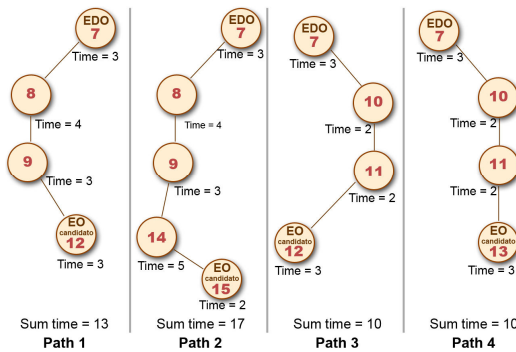 EDO
7
Time = 3
8
Time = 4
9
Time = 3
EO
candidato
12
Time = 3
Sum time = 13
Path 1
EDO
7
Time = 3
8
Time = 4
9
Time = 3
14
Time = 5
EO
candidato
15
Time = 2
Sum time = 17
Path 2
EDO
7
Time = 3
10
Time = 2
11
Time = 2
EO
candidato
12
Time = 3
Sum time = 10
Path 3
EDO
7
Time = 3
10
Time = 2
11
Time = 2
EO
candidato
13
Time = 3
Sum time = 10
Path 4